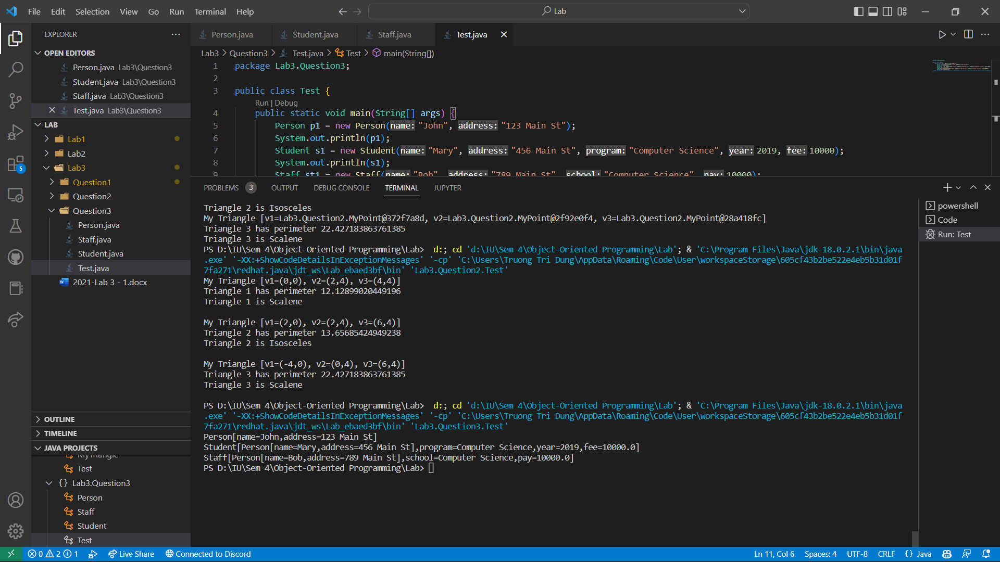 File Edit Selection View Go Run Terminal Help
Lab
EXPLORER
OPEN EDITORS
Person.java Lab3\Question3
Student.java Lab3\Question3
Staff.java Lab3\Question3
Test.java Lab3\Question3
LAB
Lab1
Lab2
Lab3
Question1
Question2
Question3
Person.java
Staff.java
Student.java
Test.java
2021-Lab 3 - 1.docx
OUTLINE
TIMELINE
JAVA PROJECTS
MyTriangle
Test
{} Lab3.Question3
Person
Staff
Student
Test
5
Person.java Student.java Staff.java Test.java
Lab3 > Question3 > Test.java > Test > main(String[])
1 package Lab3.Question3;
2
3 public class Test {
Run | Debug
4 public static void main(String[] args) {
5 Person p1 = new Person(name: "John", address: "123 Main St");
6 System.out.println(p1);
7 Student s1 = new Student(name: "Mary", address: "456 Main St", program: "Computer Science", year: 2019, fee: 10000);
8 System.out.println(s1);
9 Staff st1 = new Staff(name: "Bob", address: "789 Main St", school: "Computer Science", pay: 10000);
PROBLEMS 3 OUTPUT DEBUG CONSOLE TERMINAL JUPYTER
Triangle 2 is Isosceles
My Triangle [v1=Lab3.Question2.MyPoint@372f7a8d, v2=Lab3.Question2.MyPoint@2f92e0f4, v3=Lab3.Question2.MyPoint@28a418fc]
Triangle 3 has perimeter 22.427183863761385
Triangle 3 is Scalene
PS D:\IU\Sem 4\Object-Oriented Programming\Lab> d:; cd 'd:\IU\Sem 4\Object-Oriented Programming\Lab'; & 'C:\Program Files\Java\jdk-18.0.2.1\bin\java
.exe' '-XX:+ShowCodeDetailsInExceptionMessages' '-cp' 'C:\Users\Truong Tri Dung\AppData\Roaming\Code\User\workspaceStorage\605cf43b2be522e4eb5b31d01f
7fa271\redhat.java\jdt_ws\Lab_ebaed3bf\bin' 'Lab3.Question2.Test'
My Triangle [v1=(0,0), v2=(2,4), v3=(4,4)]
Triangle 1 has perimeter 12.12899020449196
Triangle 1 is Scalene
My Triangle [v1=(2,0), v2=(2,4), v3=(6,4)]
Triangle 2 has perimeter 13.65685424949238
Triangle 2 is Isosceles
My Triangle [v1=(-4,0), v2=(0,4), v3=(6,4)]
Triangle 3 has perimeter 22.427183863761385
Triangle 3 is Scalene
PS D:\IU\Sem 4\Object-Oriented Programming\Lab> d:; cd 'd:\IU\Sem 4\Object-Oriented Programming\Lab'; & 'C:\Program Files\Java\jdk-18.0.2.1\bin\java
.exe' '-XX:+ShowCodeDetailsInExceptionMessages' '-cp' 'C:\Users\Truong Tri Dung\AppData\Roaming\Code\User\workspaceStorage\605cf43b2be522e4eb5b31d01f
7fa271\redhat.java\jdt_ws\Lab_ebaed3bf\bin' 'Lab3.Question3.Test'
Person[name=John,address=123 Main St]
Student[Person[name=Mary,address=456 Main St],program=Computer Science,year=2019,fee=10000.0]
Staff[Person[name=Bob,address=789 Main St],school=Computer Science,pay=10000.0]
PS D:\IU\Sem 4\Object-Oriented Programming\Lab>
powershell
Code
Run: Test
0 2 1 Live Share Connected to Discord Ln 11, Col 6 Spaces: 4 UTF-8 CRLF {} Java